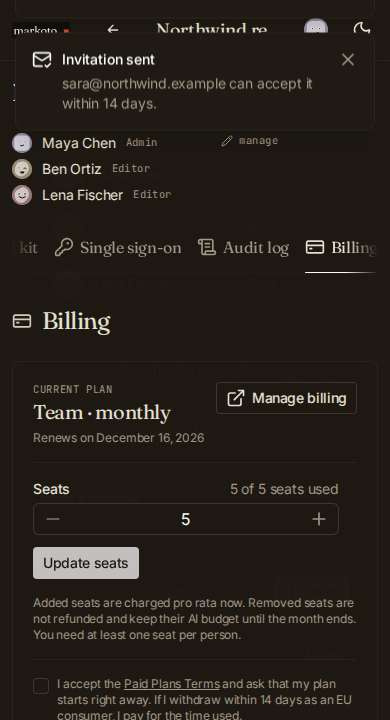 markoto
Northwind re
Invitation sent
sara@northwind.example can accept it
within 14 days.
Maya Chen Admin
manage
Ben Ortiz Editor
Lena Fischer Editor
kit Single sign-on Audit log Billing
Billing
CURRENT PLAN
Manage billing
Team · monthly
Renews on December 16, 2026
Seats 5 of 5 seats used
5
Update seats
Added seats are charged pro rata now. Removed seats are
not refunded and keep their AI budget until the month ends.
You need at least one seat per person.
I accept the Paid Plans Terms and ask that my plan
starts right away. If I withdraw within 14 days as an EU
consumer, I pay for the time used.